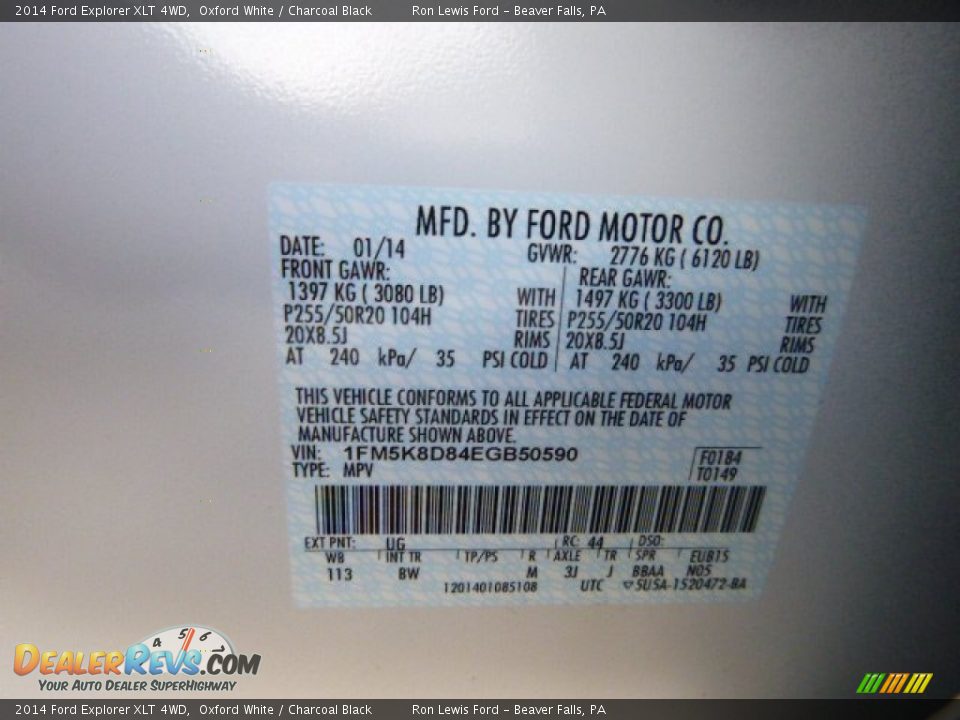 2014 Ford Explorer XLT 4WD, Oxford White / Charcoal Black Ron Lewis Ford - Beaver Falls, PA
MFD. BY FORD MOTOR CO.
DATE: 01/14 GVWR: 2776 KG ( 6120 LB)
FRONT GAWR: REAR GAWR:
1397 KG ( 3080 LB) WITH 1497 KG ( 3300 LB) WITH
P255/50R20 104H TIRES P255/50R20 104H TIRES
20X8.5J RIMS 20X8.5J RIMS
AT 240 kPa/ 35 PSI COLD AT 240 kPa/ 35 PSI COLD
THIS VEHICLE CONFORMS TO ALL APPLICABLE FEDERAL MOTOR
VEHICLE SAFETY STANDARDS IN EFFECT ON THE DATE OF
MANUFACTURE SHOWN ABOVE.
VIN: 1FM5K8D84EGB50590 F0184
TYPE: MPV T0149
EXT PNT: UG RC: 44 DSO:
WB INT TR TP/PS R AXLE TR SPR EUB15
113 8W M 3J J BBAA N05
1201401085108 UTC ▽5U5A-1520472-BA
4 5 6 7
DEALERREVS.COM
YOUR AUTO DEALER SUPERHIGHWAY
2014 Ford Explorer XLT 4WD, Oxford White / Charcoal Black Ron Lewis Ford - Beaver Falls, PA